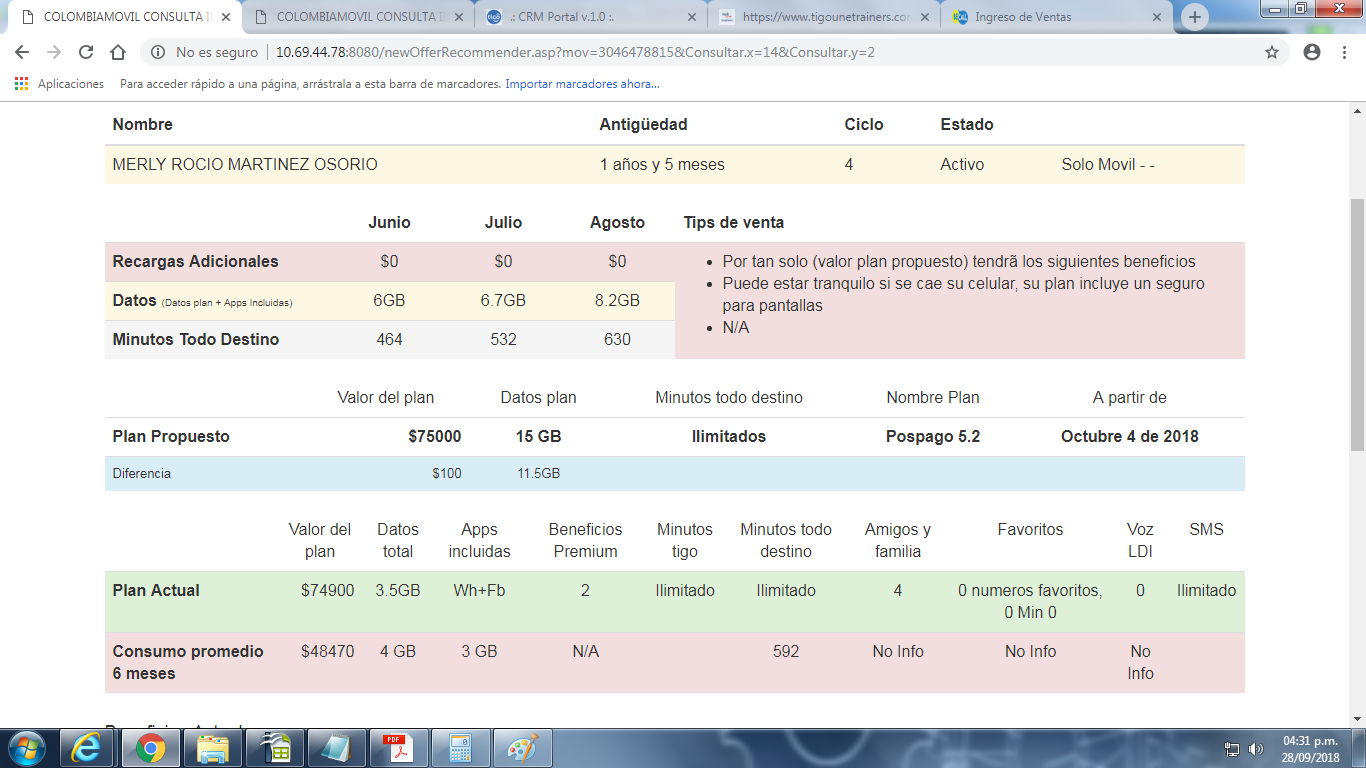 COLOMBIAMOVIL CONSULTA I
COLOMBIAMOVIL CONSULTA I
.: CRM Portal v.1.0 :.
https://www.tigounetrainers.com
Ingreso de Ventas
No es seguro 10.69.44.78:8080/newOfferRecommender.asp?mov=3046478815&Consultar.x=14&Consultar.y=2
Aplicaciones Para acceder rápido a una página, arrástrala a esta barra de marcadores. Importar marcadores ahora...
Nombre Antigüedad Ciclo Estado
MERLY ROCIO MARTINEZ OSORIO 1 años y 5 meses 4 Activo Solo Movil - -
Junio Julio Agosto Tips de venta
Recargas Adicionales $0 $0 $0
Datos (Datos plan + Apps Incluidas) 6GB 6.7GB 8.2GB
Minutos Todo Destino 464 532 630
Por tan solo (valor plan propuesto) tendrã los siguientes beneficios
Puede estar tranquilo si se cae su celular, su plan incluye un seguro
para pantallas
N/A
Valor del plan Datos plan Minutos todo destino Nombre Plan A partir de
Plan Propuesto $75000 15 GB Ilimitados Pospago 5.2 Octubre 4 de 2018
Diferencia $100 11.5GB
Valor del Datos Apps Beneficios Minutos Minutos todo Amigos y Favoritos Voz SMS
plan total incluidas Premium tigo destino familia LDI
Plan Actual $74900 3.5GB Wh+Fb 2 Ilimitado Ilimitado 4 0 numeros favoritos, 0 Ilimitado
0 Min 0
Consumo promedio $48470 4 GB 3 GB N/A 592 No Info No Info No
6 meses Info
04:31 p.m.
28/09/2018